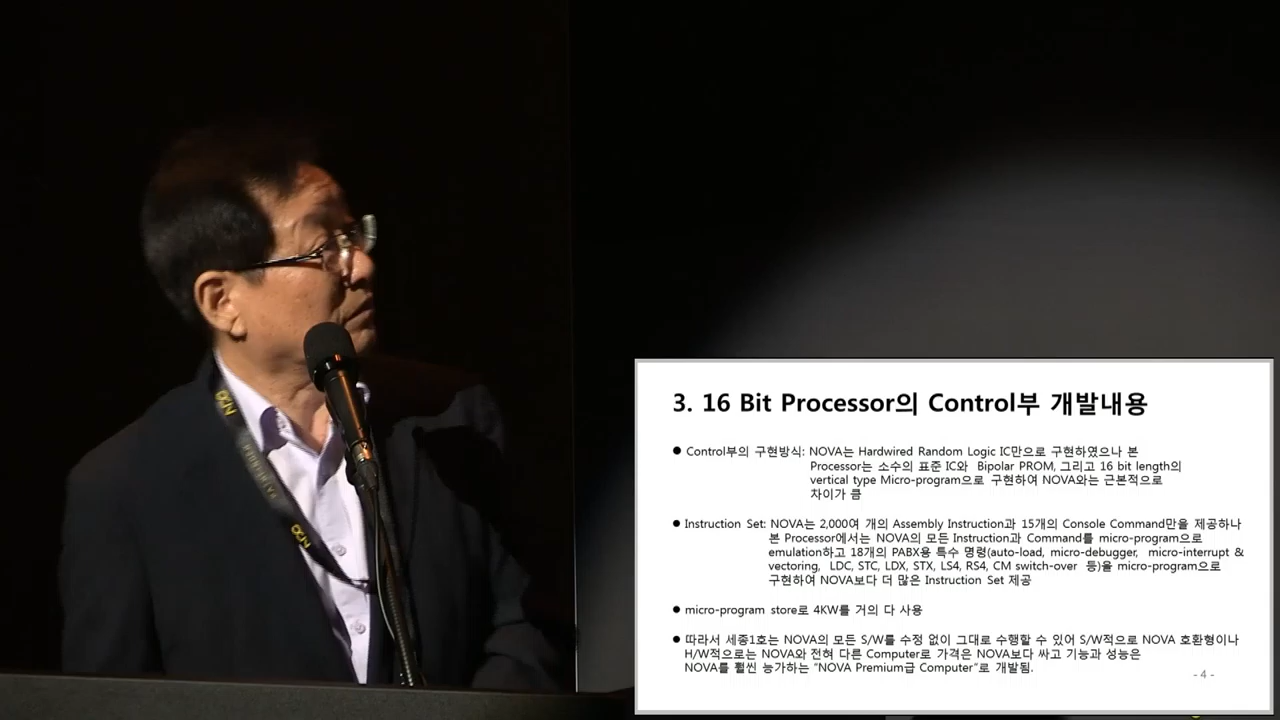 3. 16 Bit Processor의 Control부 개발내용
● Control부의 구현방식: NOVA는 Hardwired Random Logic IC만으로 구현하였으나 본
Processor는 소수의 표준 IC와 Bipolar PROM, 그리고 16 bit length의
vertical type Micro-program으로 구현하여 NOVA와는 근본적으로
차이가 큼
● Instruction Set: NOVA는 2,000여 개의 Assembly Instruction과 15개의 Console Command만을 제공하나
본 Processor에서는 NOVA의 모든 Instruction과 Command를 micro-program으로
emulation하고 18개의 PABX용 특수 명령(auto-load, micro-debugger, micro-interrupt &
vectoring, LDC, STC, LDX, STX, LS4, RS4, CM switch-over 등)을 micro-program으로
구현하여 NOVA보다 더 많은 Instruction Set 제공
● micro-program store로 4KW를 거의 다 사용
● 따라서 세종1호는 NOVA의 모든 S/W를 수정 없이 그대로 수행할 수 있어 S/W적으로 NOVA 호환형이나
H/W적으로는 NOVA와 전혀 다른 Computer로 가격은 NOVA보다 싸고 기능과 성능은
NOVA를 훨씬 능가하는 "NOVA Premium급 Computer"로 개발됨.
- 4 -